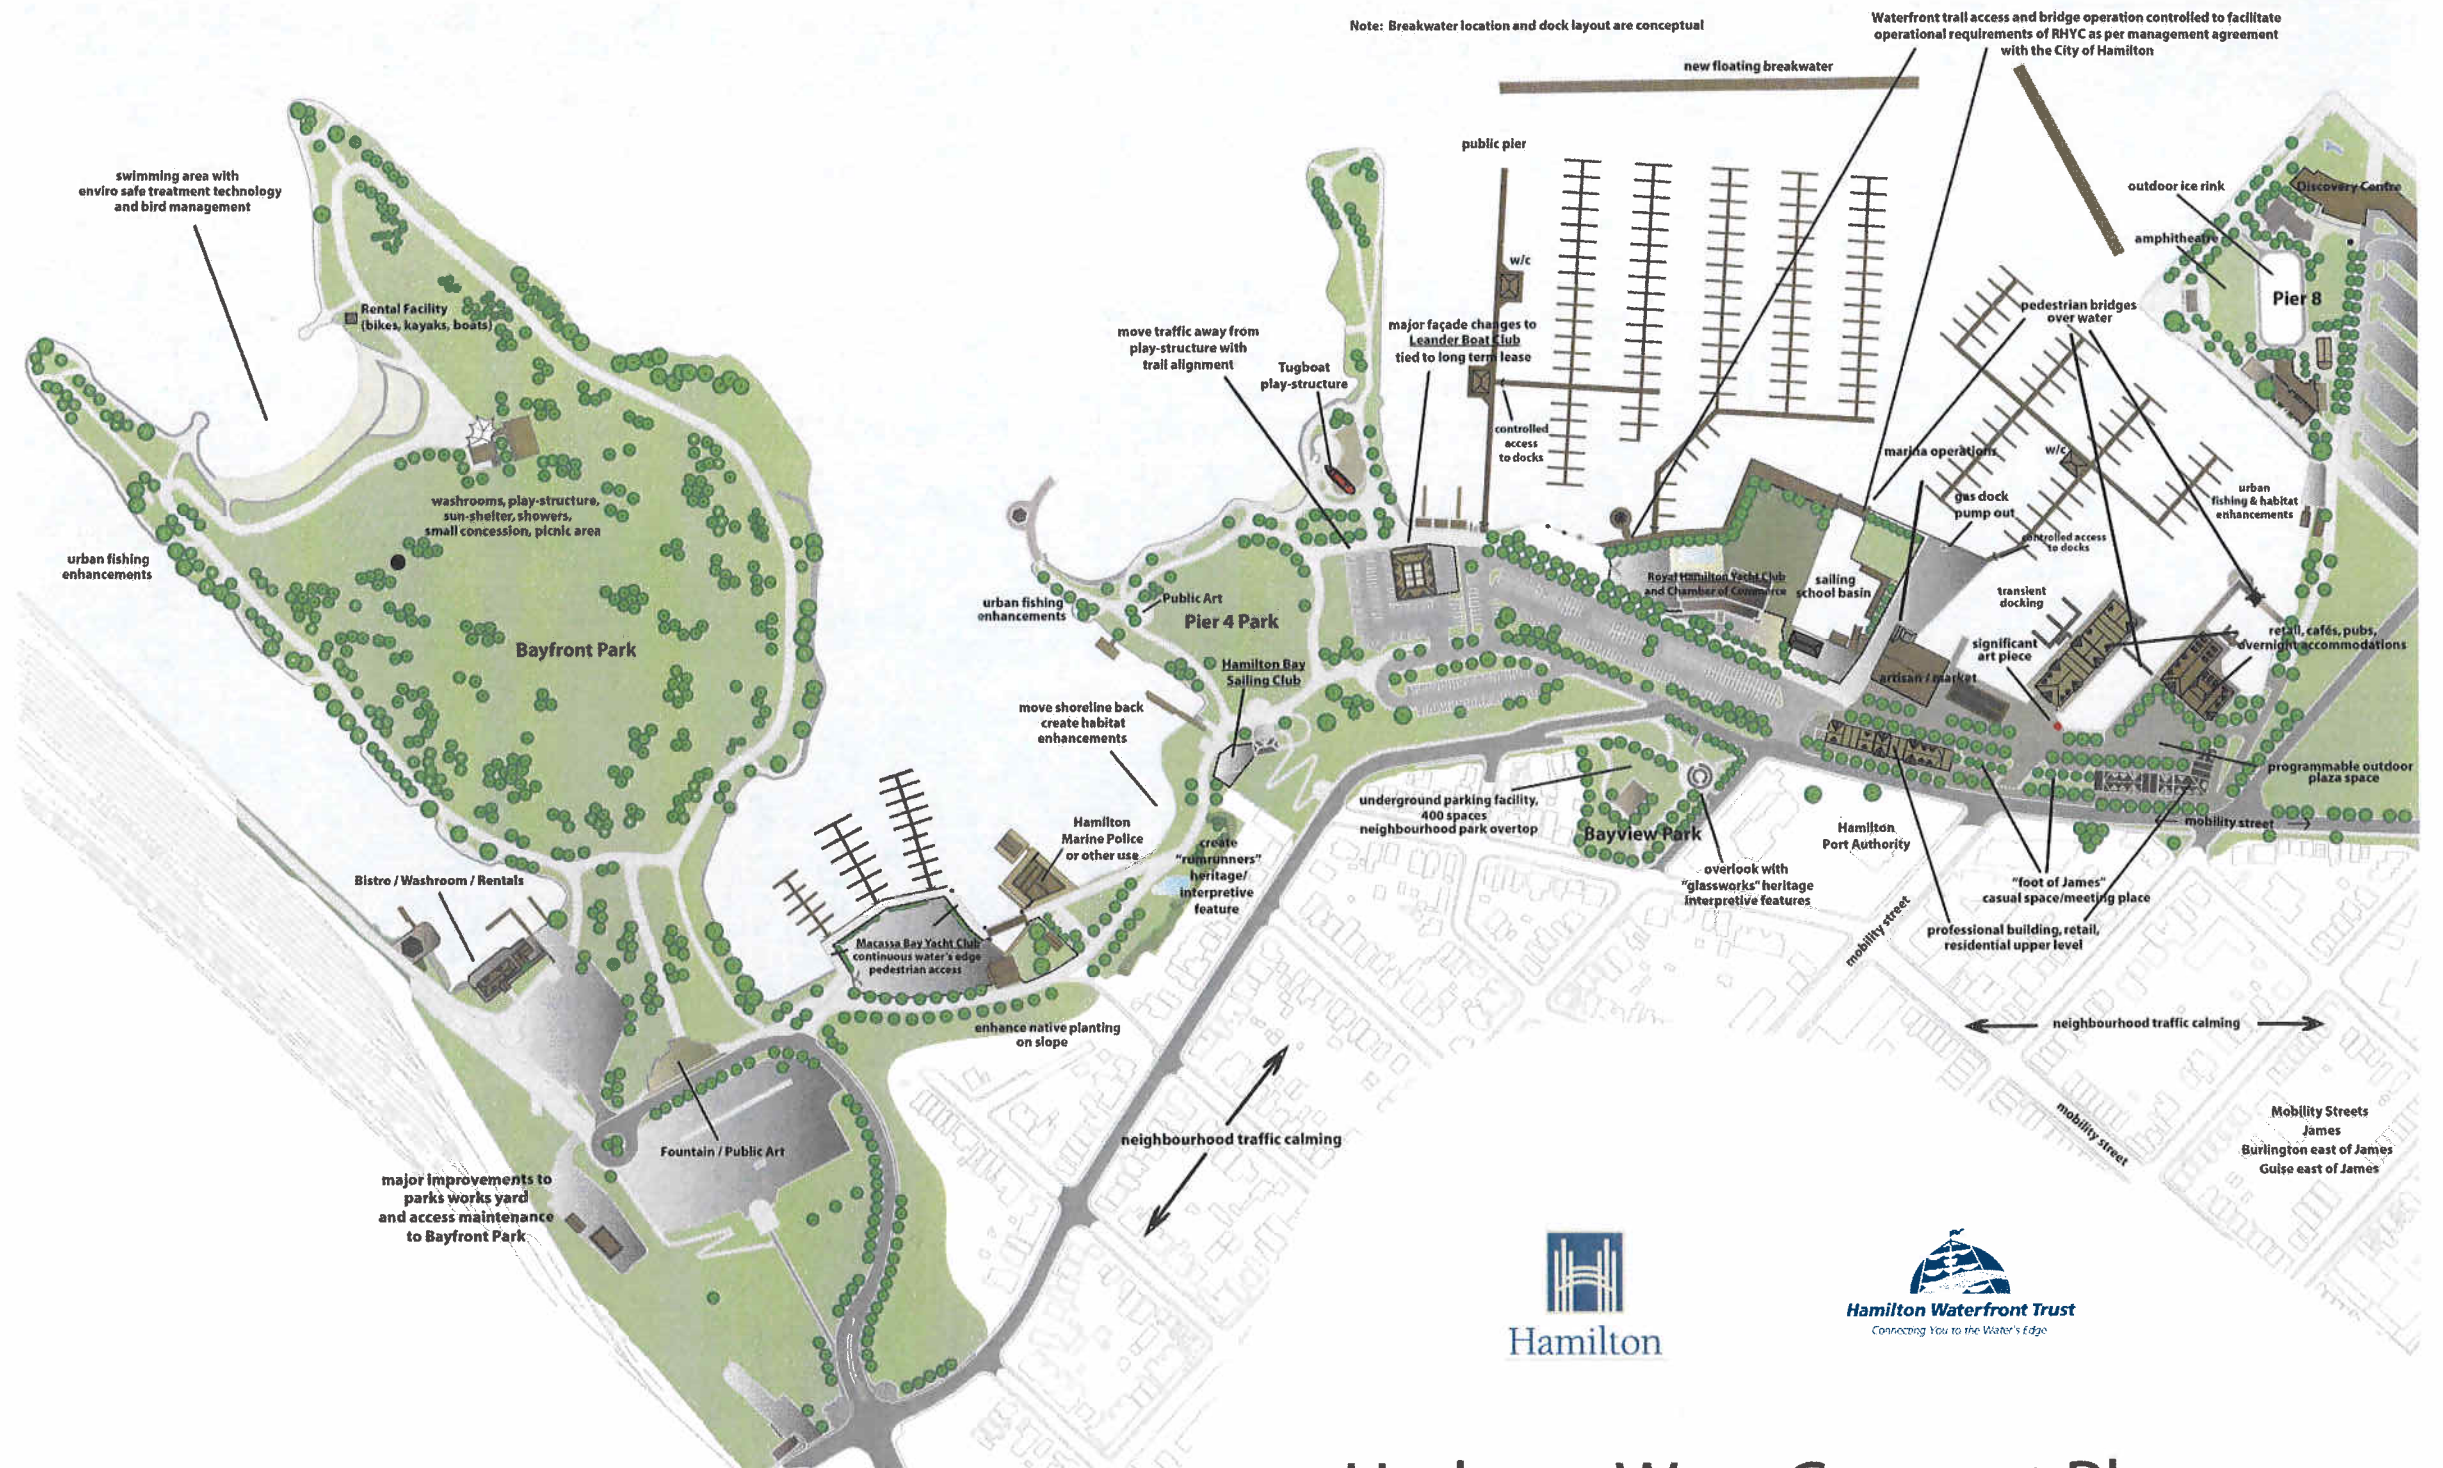 Note: Breakwater location and dock layout are conceptual
Waterfront trail access and bridge operation controlled to facilitate
operational requirements of RHYC as per management agreement
with the City of Hamilton
new floating breakwater
public pier
swimming area with
enviro safe treatment technology
and bird management
outdoor ice rink
Discovery Centre
amphitheatre
Pier 8
w/c
Rental Facility
(bikes, kayaks, boats)
pedestrian bridges
over water
move traffic away from
play-structure with
trail alignment
major façade changes to
Leander Boat Club
tied to long term lease
Tugboat
play-structure
controlled
access
to docks
marina operations
w/c
gas dock
pump out
urban
fishing & habitat
enhancements
washrooms, play-structure,
sun-shelter, showers,
small concession, picnic area
controlled access
to docks
urban fishing
enhancements
Royal Hamilton Yacht Club
and Chamber of Commerce
sailing
school basin
transient
docking
urban fishing
enhancements
Public Art
Pier 4 Park
retail, cafés, pubs,
overnight accommodations
Bayfront Park
significant
art piece
Hamilton Bay
Sailing Club
artisan / market
move shoreline back
create habitat
enhancements
programmable outdoor
plaza space
underground parking facility,
400 spaces
neighbourhood park overtop
Bayview Park
Hamilton
Port Authority
mobility street
Hamilton
Marine Police
or other use
create
"rumrunners"
heritage/
interpretive
feature
overlook with
"glassworks" heritage
interpretive features
"foot of James"
casual space/meeting place
Bistro / Washroom / Rentals
mobility street
professional building, retail,
residential upper level
Macassa Bay Yacht Club
continuous water's edge
pedestrian access
enhance native planting
on slope
neighbourhood traffic calming
mobility street
Mobility Streets
James
Burlington east of James
Guise east of James
neighbourhood traffic calming
Fountain / Public Art
major improvements to
parks works yard
and access maintenance
to Bayfront Park
Hamilton
Hamilton Waterfront Trust
Connecting You to the Water's Edge